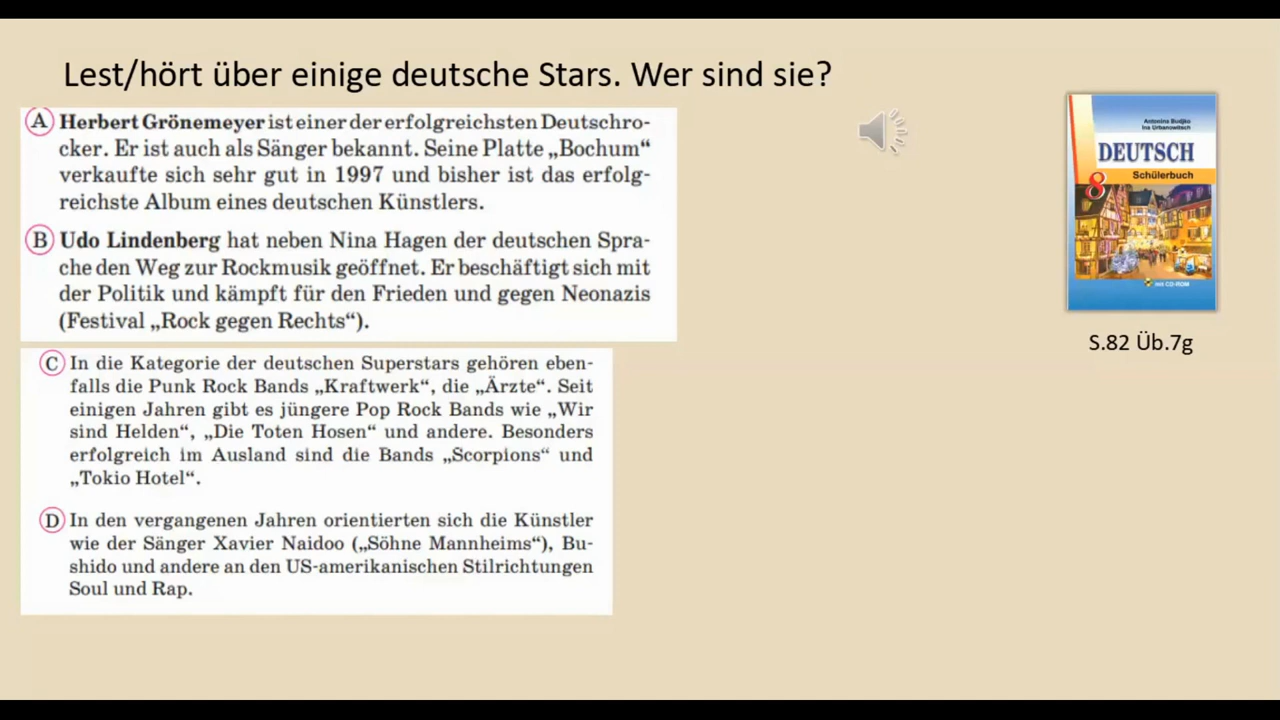 Lest/hört über einige deutsche Stars. Wer sind sie?
A Herbert Grönemeyer ist einer der erfolgreichsten Deutschro-
cker. Er ist auch als Sänger bekannt. Seine Platte „Bochum“
verkaufte sich sehr gut in 1997 und bisher ist das erfolg-
reichste Album eines deutschen Künstlers.
B Udo Lindenberg hat neben Nina Hagen der deutschen Spra-
che den Weg zur Rockmusik geöffnet. Er beschäftigt sich mit
der Politik und kämpft für den Frieden und gegen Neonazis
(Festival „Rock gegen Rechts“).
C In die Kategorie der deutschen Superstars gehören eben-
falls die Punk Rock Bands „Kraftwerk“, die „Ärzte“. Seit
einigen Jahren gibt es jüngere Pop Rock Bands wie „Wir
sind Helden“, „Die Toten Hosen“ und andere. Besonders
erfolgreich im Ausland sind die Bands „Scorpions“ und
„Tokio Hotel“.
D In den vergangenen Jahren orientierten sich die Künstler
wie der Sänger Xavier Naidoo („Söhne Mannheims“), Bu-
shido und andere an den US-amerikanischen Stilrichtungen
Soul und Rap.
Antonina Budjko
Ina Urbanowitsch
DEUTSCH
8 Schülerbuch
mit CD-ROM
S.82 Üb.7g